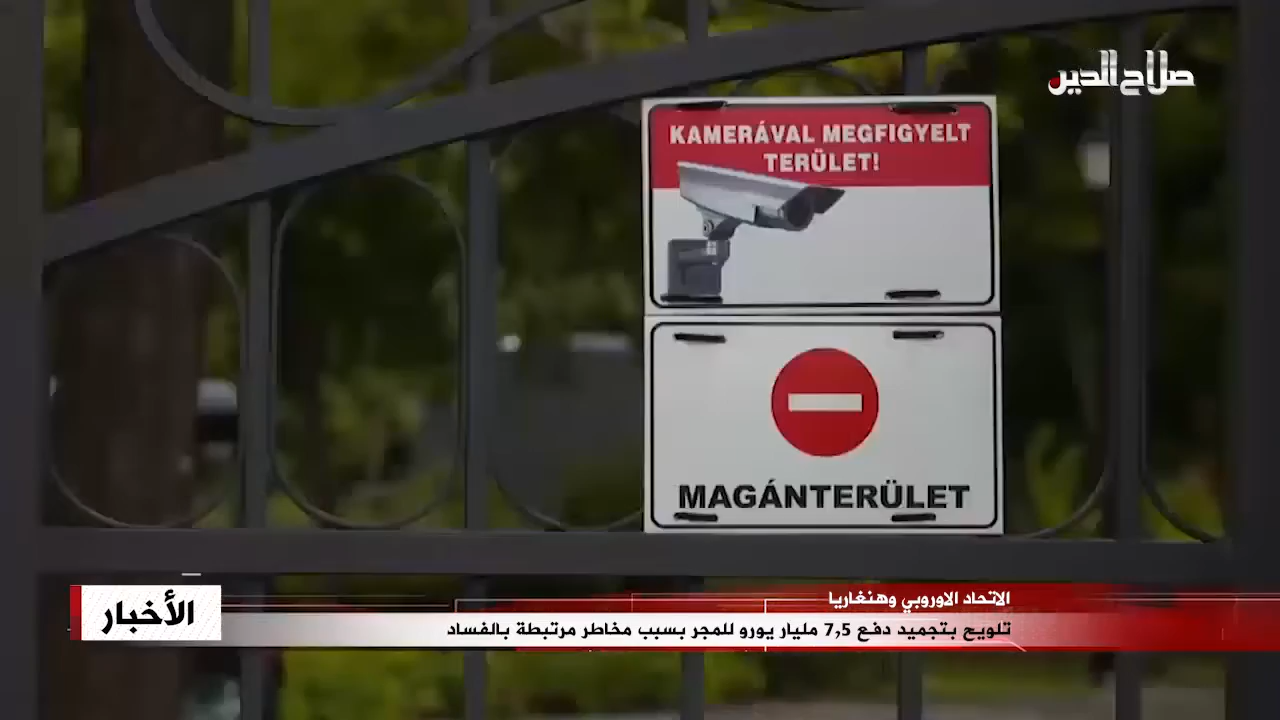 صلاح الدين
KAMERÁVAL MEGFIGYELT
TERÜLET!
MAGÁNTERÜLET
الاتحاد الاوروبي وهنغاريا
الأخبار
تلويح بتجميد دفع 7,5 مليار يورو للمجر بسبب مخاطر مرتبطة بالفساد